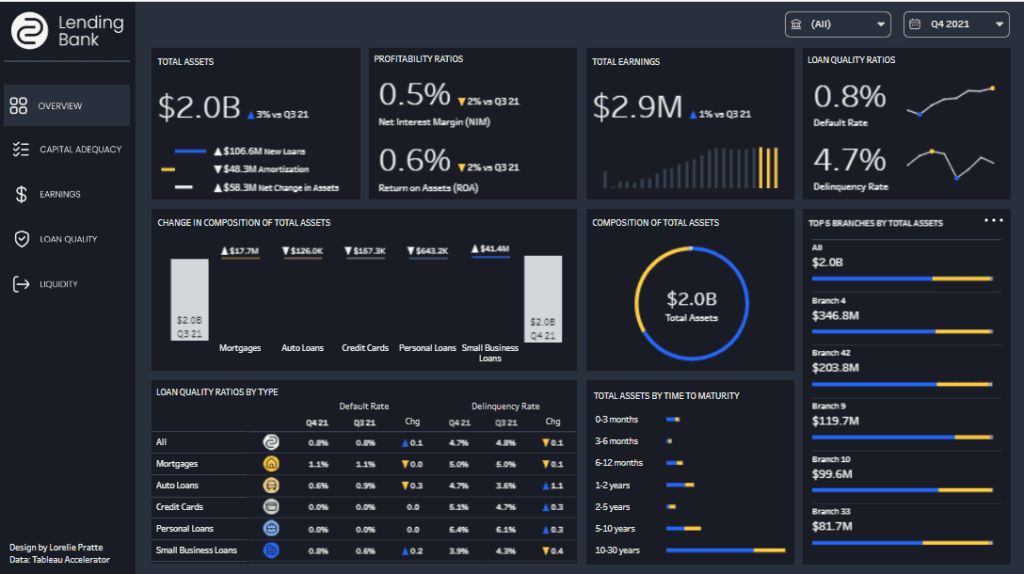 Lending
Bank
(All)
Q4 2021
OVERVIEW
CAPITAL ADEQUACY
EARNINGS
LOAN QUALITY
LIQUIDITY
Design by Lorelie Pratte
Data: Tableau Accelerator
TOTAL ASSETS
$2.0B ▲3% vs Q3 21
▲$106.6M New Loans
▼$48.3M Amortization
▲$58.3M Net Change in Assets
PROFITABILITY RATIOS
0.5% ▼2% vs Q3 21
Net Interest Margin (NIM)
0.6% ▼2% vs Q3 21
Return on Assets (ROA)
TOTAL EARNINGS
$2.9M ▲1% vs Q3 21
LOAN QUALITY RATIOS
0.8%
Default Rate
4.7%
Delinquency Rate
CHANGE IN COMPOSITION OF TOTAL ASSETS
▲$17.7M ▼$126.0K ▼$157.3K ▼$643.2K ▲$41.4M
$2.0B
Q3 21
$2.0B
Q4 21
Mortgages Auto Loans Credit Cards Personal Loans Small Business
Loans
COMPOSITION OF TOTAL ASSETS
$2.0B
Total Assets
TOP 5 BRANCHES BY TOTAL ASSETS
All
$2.0B
Branch 4
$346.8M
Branch 42
$203.8M
Branch 9
$119.7M
Branch 10
$99.6M
Branch 33
$81.7M
LOAN QUALITY RATIOS BY TYPE
Default Rate Delinquency Rate
Q4 21 Q3 21 Chg Q4 21 Q3 21 Chg
All 0.8% 0.8% ▲0.1 4.7% 4.8% ▼0.1
Mortgages 1.1% 1.1% ▼0.0 5.0% 5.0% ▼0.1
Auto Loans 0.6% 0.9% ▼0.3 4.7% 3.6% ▲1.1
Credit Cards 0.0% 0.0% 0.0 5.1% 4.7% ▲0.3
Personal Loans 0.0% 0.0% 0.0 6.4% 6.1% ▲0.3
Small Business Loans 0.8% 0.6% ▲0.2 3.9% 4.3% ▼0.4
TOTAL ASSETS BY TIME TO MATURITY
0-3 months
3-6 months
6-12 months
1-2 years
2-5 years
5-10 years
10-30 years